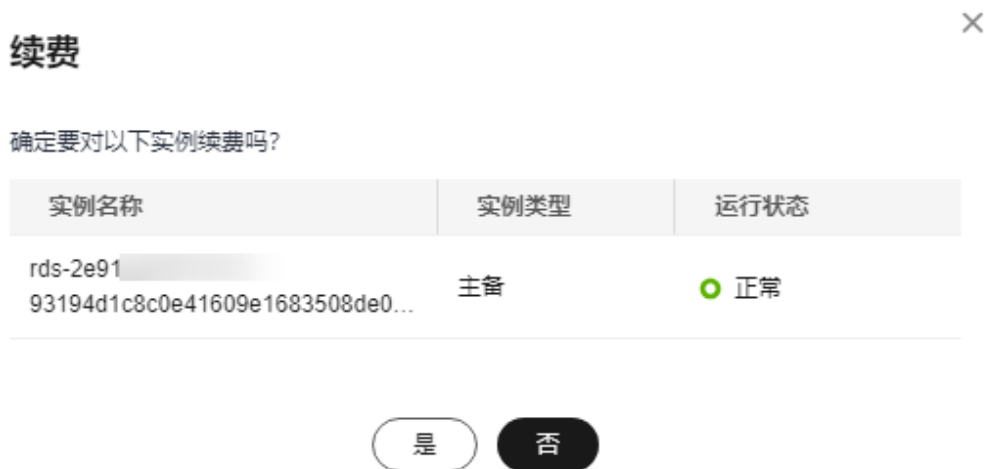 续费
确定要对以下实例续费吗?
实例名称 实例类型 运行状态
rds-2e91
93194d1c8c0e41609e1683508de0...
主备
正常
是 否